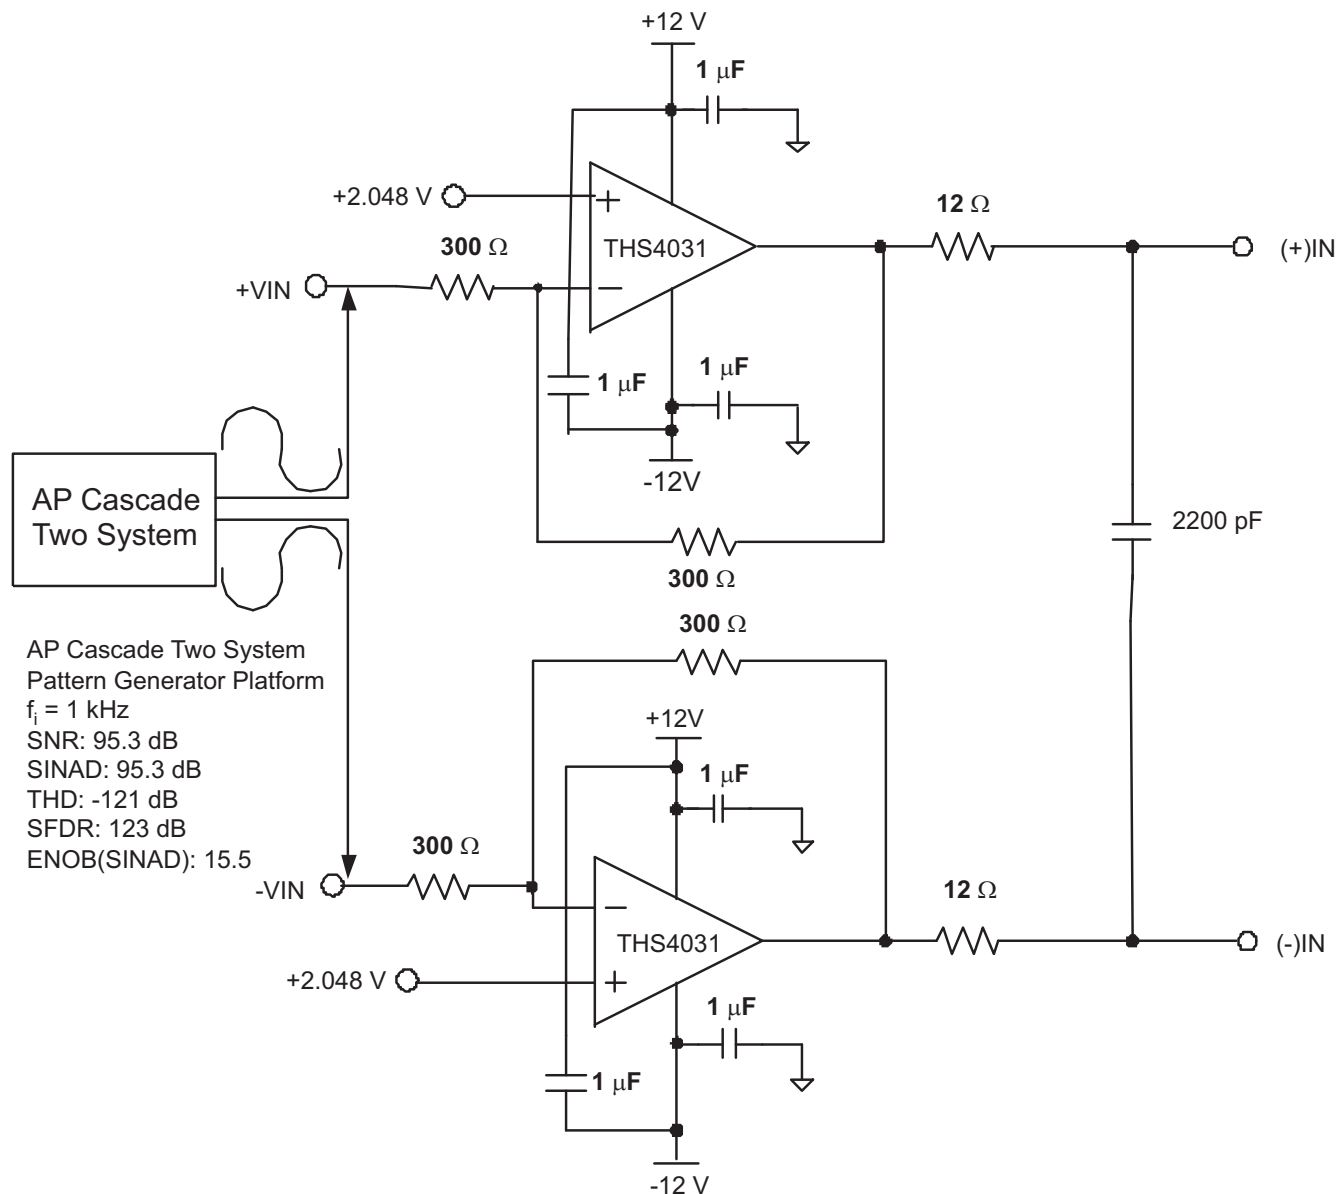 +12 V
1 μF
+2.048 V
+
THS4031
12 Ω
(+)IN
300 Ω
+VIN
−
1 μF
1 μF
-12V
AP Cascade
Two System
2200 pF
300 Ω
300 Ω
AP Cascade Two System
Pattern Generator Platform
fi = 1 kHz
SNR: 95.3 dB
SINAD: 95.3 dB
THD: -121 dB
SFDR: 123 dB
ENOB(SINAD): 15.5
+12V
1 μF
300 Ω
-VIN
−
THS4031
12 Ω
(-)IN
+2.048 V
+
1 μF
1 μF
-12 V